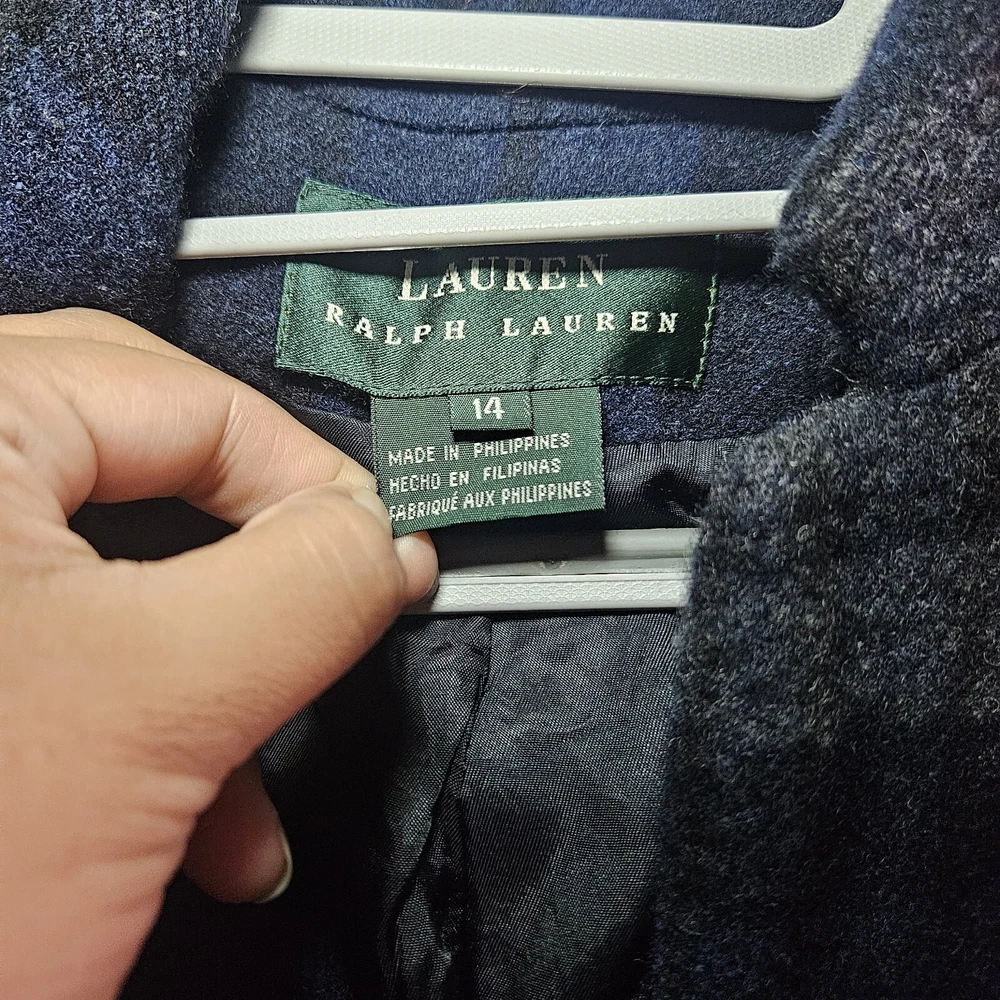 LAUREN
RALPH LAUREN
14
MADE IN PHILIPPINES
HECHO EN FILIPINAS
FABRIQUÉ AUX PHILIPPINES